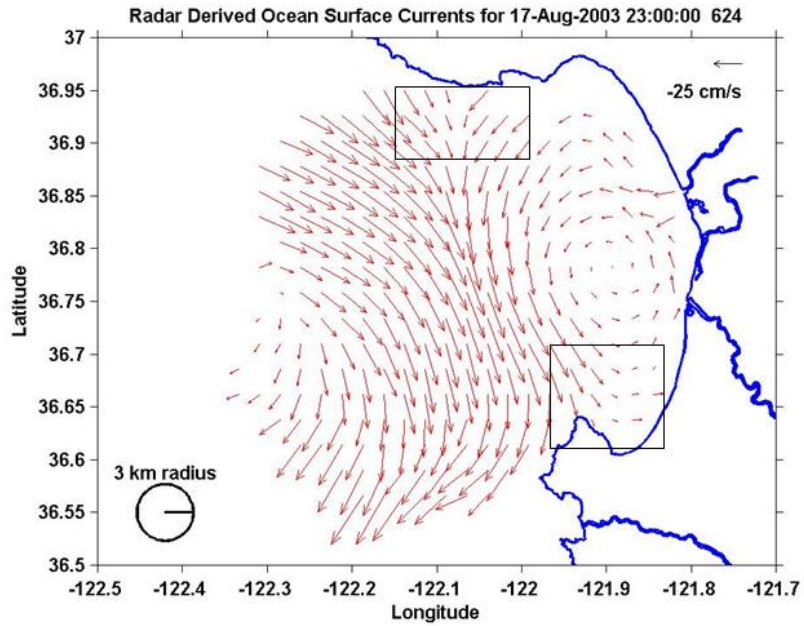 Radar Derived Ocean Surface Currents for 17-Aug-2003 23:00:00 624
37
36.95
36.9
36.85
36.8
36.75
36.7
36.65
36.6
36.55
36.5
Latitude
-25 cm/s
3 km radius
-122.5 -122.4 -122.3 -122.2 -122.1 -122 -121.9 -121.8 -121.7
Longitude